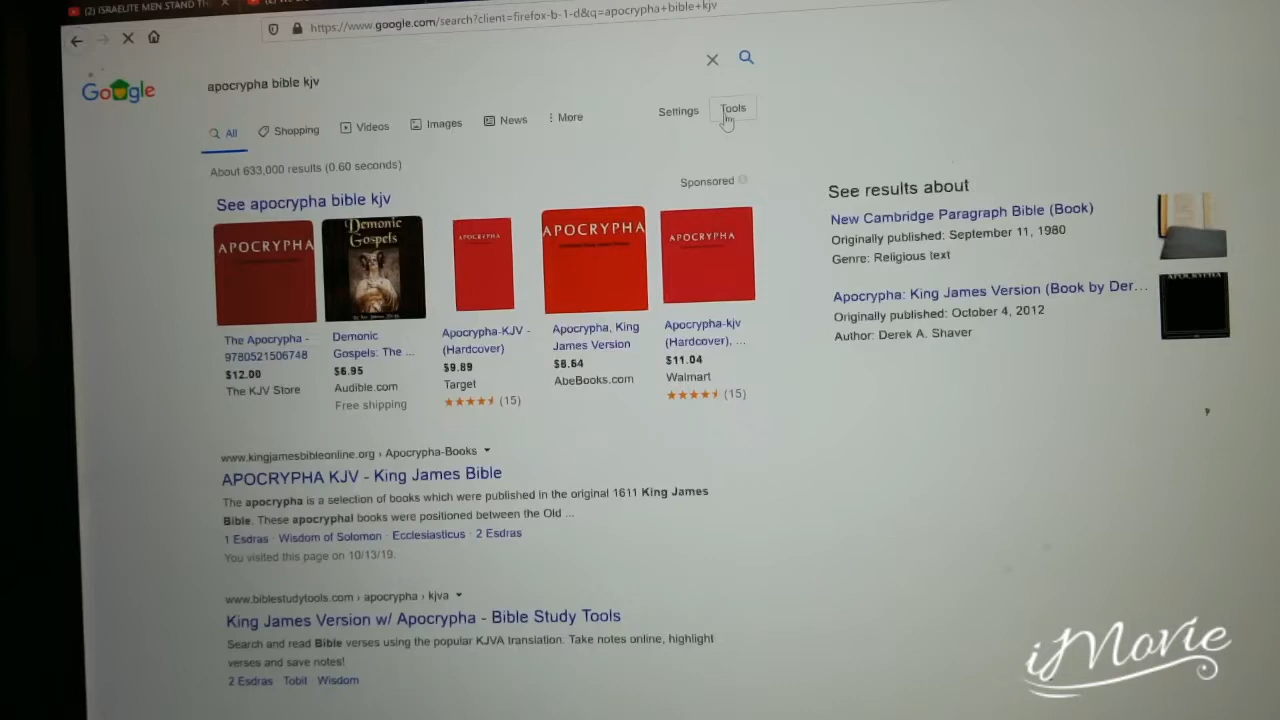 (2) ISRAELITE MEN STAND TH
https://www.google.com/search?client=firefox-b-1-d&q=apocrypha+bible+kjv
Google
apocrypha bible kjv
All Shopping Videos Images News More Settings Tools
About 633,000 results (0.60 seconds)
See apocrypha bible kjv Sponsored
APOCRYPHA
Demonic
Gospels
APOCRYPHA
APOCRYPHA
APOCRYPHA
The Apocrypha -
9780521506748
$12.00
The KJV Store
Demonic
Gospels: The ...
$6.95
Audible.com
Free shipping
Apocrypha-KJV -
(Hardcover)
$9.89
Target
(15)
Apocrypha, King
James Version
$8.64
AbeBooks.com
Apocrypha-kjv
(Hardcover), ...
$11.04
Walmart
(15)
www.kingjamesbibleonline.org › Apocrypha-Books
APOCRYPHA KJV - King James Bible
The apocrypha is a selection of books which were published in the original 1611 King James
Bible. These apocryphal books were positioned between the Old ...
1 Esdras · Wisdom of Solomon · Ecclesiasticus · 2 Esdras
You visited this page on 10/13/19.
www.biblestudytools.com › apocrypha › kjva
King James Version w/ Apocrypha - Bible Study Tools
Search and read Bible verses using the popular KJVA translation. Take notes online, highlight
verses and save notes!
2 Esdras · Tobit · Wisdom
See results about
New Cambridge Paragraph Bible (Book)
Originally published: September 11, 1980
Genre: Religious text
Apocrypha: King James Version (Book by Der...
Originally published: October 4, 2012
Author: Derek A. Shaver
APOCRYPHA
iMovie